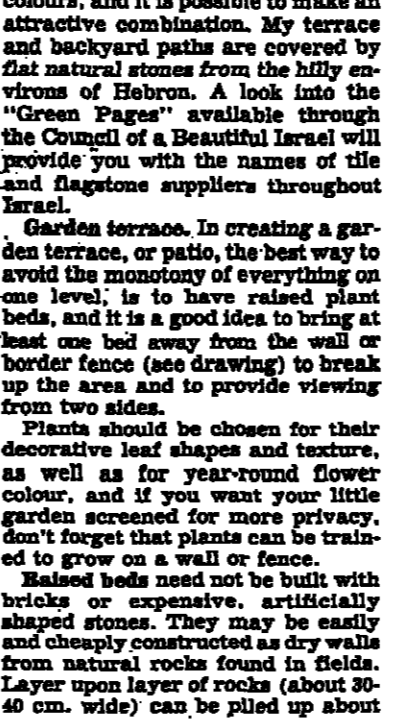 colours, and it is possible to make an
attractive combination. My terrace
and backyard paths are covered by
flat natural stones from the hilly en-
virons of Hebron. A look into the
"Green Pages" available through
the Council of a Beautiful Israel will
provide you with the names of tile
and flagstone suppliers throughout
Israel.
Garden terrace. In creating a gar-
den terrace, or patio, the best way to
avoid the monotony of everything on
one level, is to have raised plant
beds, and it is a good idea to bring at
least one bed away from the wall or
border fence (see drawing) to break
up the area and to provide viewing
from two sides.
Plants should be chosen for their
decorative leaf shapes and texture,
as well as for year-round flower
colour, and if you want your little
garden screened for more privacy,
don't forget that plants can be train-
ed to grow on a wall or fence.
Raised beds need not be built with
bricks or expensive, artificially
shaped stones. They may be easily
and cheaply constructed as dry walls
from natural rocks found in fields.
Layer upon layer of rocks (about 30-
40 cm. wide) can be piled up about